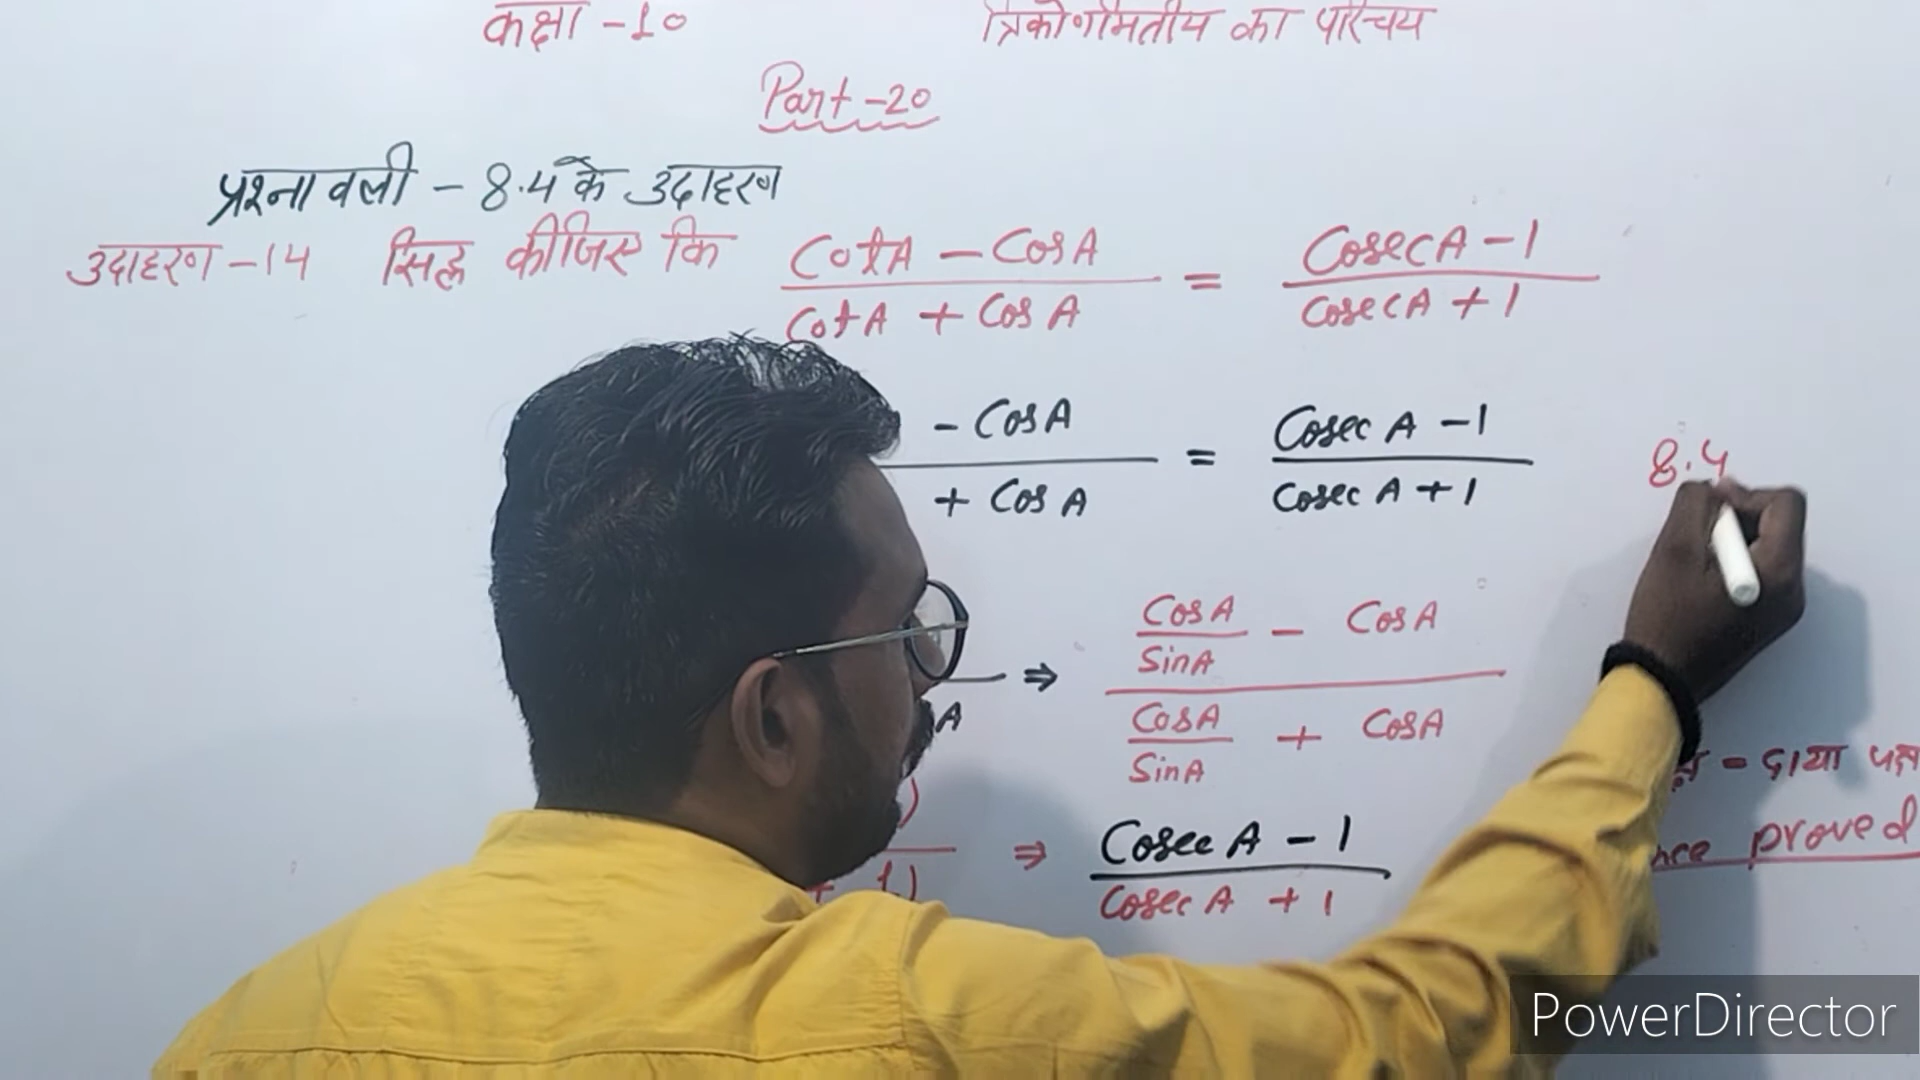 कक्षा - 10 त्रिकोणमितीय का परिचय
Part - 20
प्रश्नावली - 8.4 के उदाहरण
उदाहरण - 14 सिद्ध कीजिए कि
CotA - CosA / CotA + CosA = CosecA - 1 / CosecA + 1
- CosA / + CosA = Cosec A - 1 / Cosec A + 1
8.4
A ⇒ CosA/SinA - CosA / CosA/SinA + CosA
= दाया पक्ष
) / + 1) ⇒ Cosec A - 1 / Cosec A + 1
proved
PowerDirector